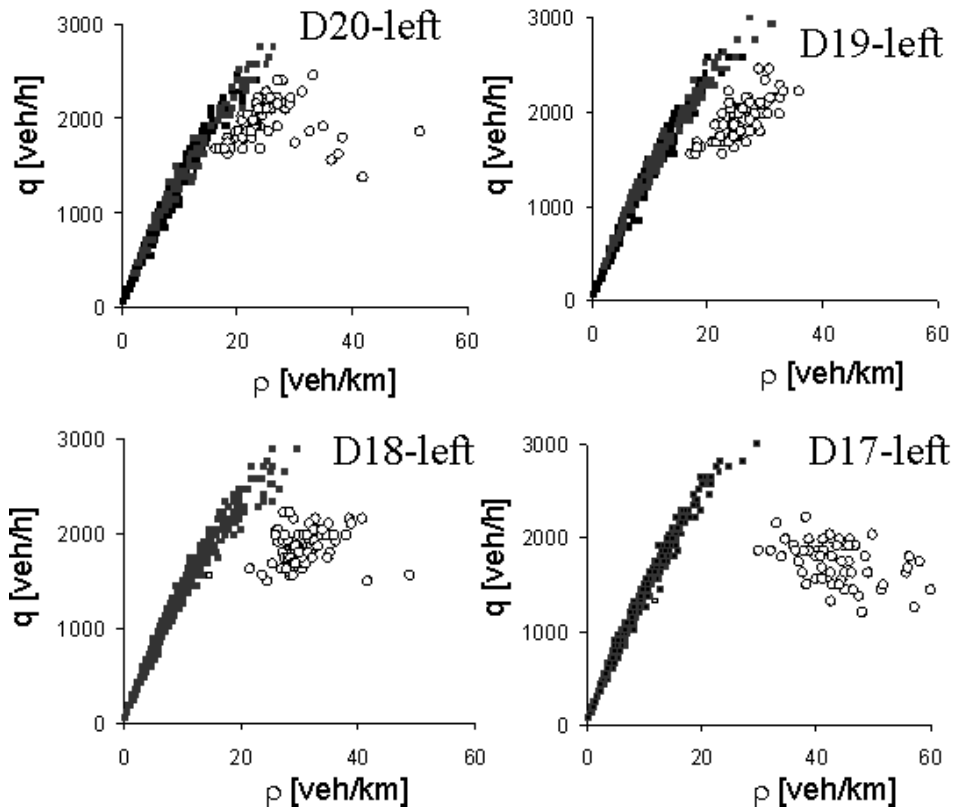 D20-left
3000
2000
1000
0
q [veh/h]
0 20 40 60
ρ [veh/km]
D19-left
3000
2000
1000
0
q [veh/h]
0 20 40 60
ρ [veh/km]
D18-left
3000
2000
1000
0
q [veh/h]
0 20 40 60
ρ [veh/km]
D17-left
3000
2000
1000
0
q [veh/h]
0 20 40 60
ρ [veh/km]